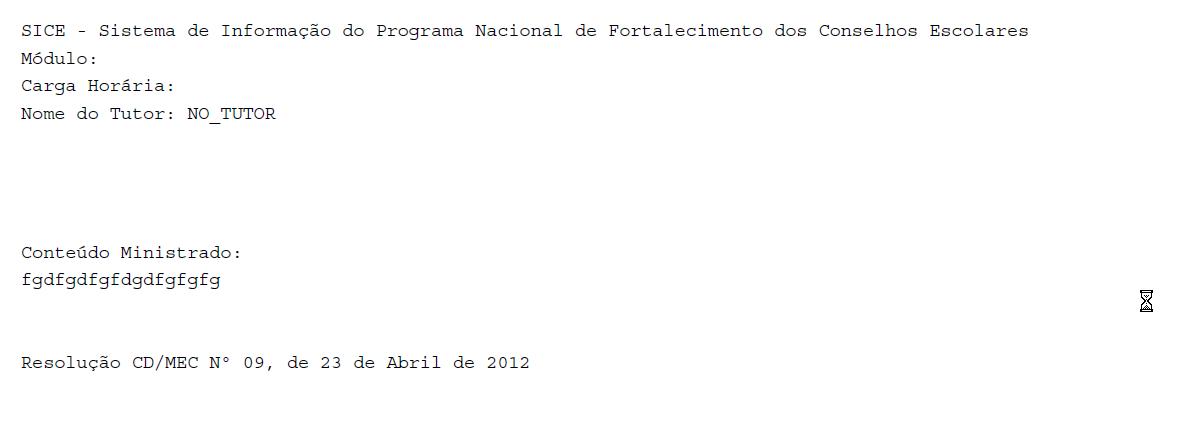 SICE - Sistema de Informação do Programa Nacional de Fortalecimento dos Conselhos Escolares
Módulo:
Carga Horária:
Nome do Tutor: NO_TUTOR
Conteúdo Ministrado:
fgdfgdfgfdgdfgfgfg
Resolução CD/MEC N° 09, de 23 de Abril de 2012